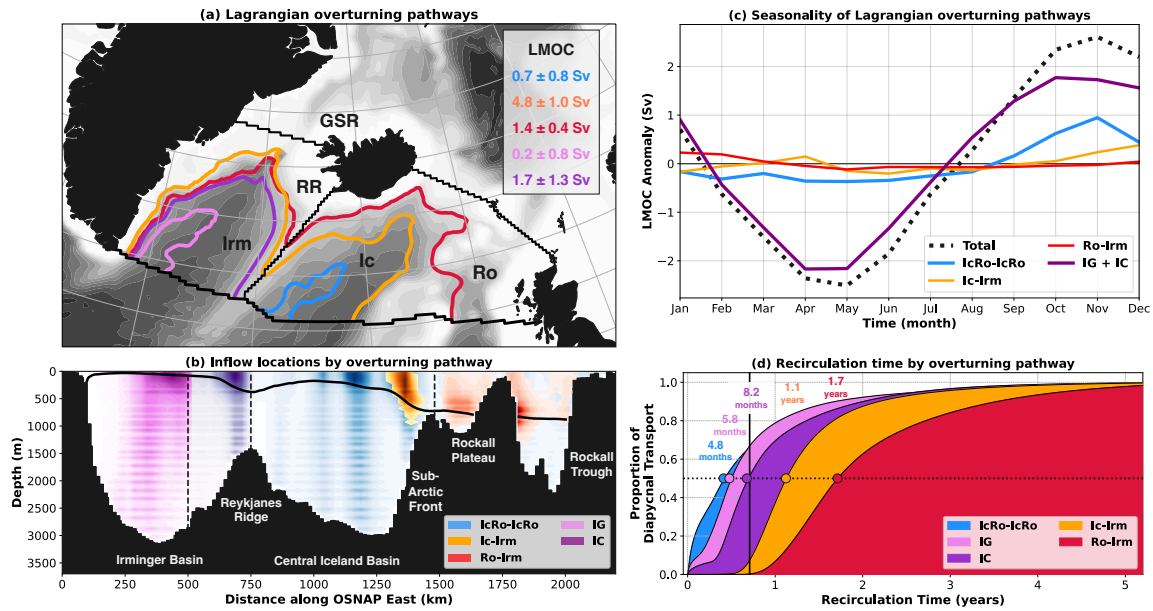 (a) Lagrangian overturning pathways
LMOC
0.7 ± 0.8 Sv
4.8 ± 1.0 Sv
1.4 ± 0.4 Sv
0.2 ± 0.8 Sv
1.7 ± 1.3 Sv
GSR
RR
Irm
Ic
Ro
(b) Inflow locations by overturning pathway
Depth (m)
0
500
1000
1500
2000
2500
3000
3500
Irminger Basin
Reykjanes
Ridge
Central Iceland Basin
Sub-
Arctic
Front
Rockall
Plateau
Rockall
Trough
IcRo-IcRo
Ic-Irm
Ro-Irm
IG
IC
0 250 500 750 1000 1250 1500 1750 2000
Distance along OSNAP East (km)
(c) Seasonality of Lagrangian overturning pathways
LMOC Anomaly (Sv)
2
1
0
−1
−2
Total
IcRo-IcRo
Ic-Irm
Ro-Irm
IG + IC
Jan Feb Mar Apr May Jun Jul Aug Sep Oct Nov Dec
Time (month)
(d) Recirculation time by overturning pathway
Proportion of
Diapycnal Transport
1.0
0.8
0.6
0.4
0.2
0.0
8.2
months
1.1
years
1.7
years
5.8
months
4.8
months
IcRo-IcRo
IG
IC
Ic-Irm
Ro-Irm
0 1 2 3 4 5
Recirculation Time (years)